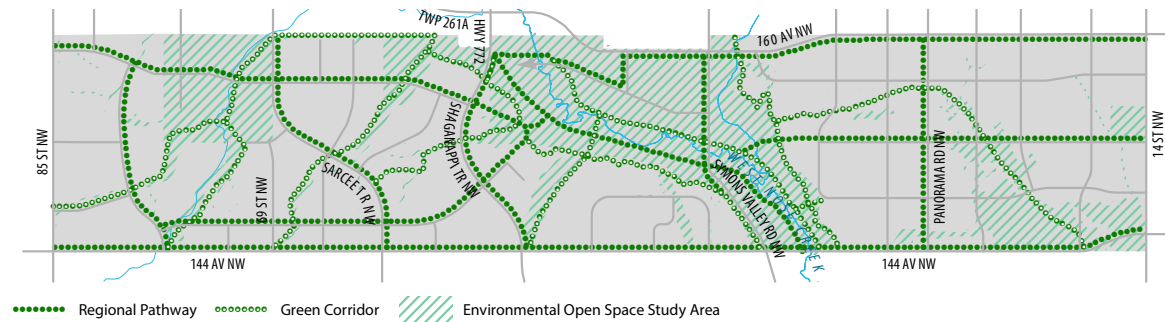 TWP 261A
HWY 772
160 AV NW
85 ST NW
SHAGANAPPI TR NW
14 ST NW
69 ST NW
SARCEE TR NW
SYMONS VALLEY RD NW
PANORAMA RD NW
144 AV NW
144 AV NW
Regional Pathway
Green Corridor
Environmental Open Space Study Area